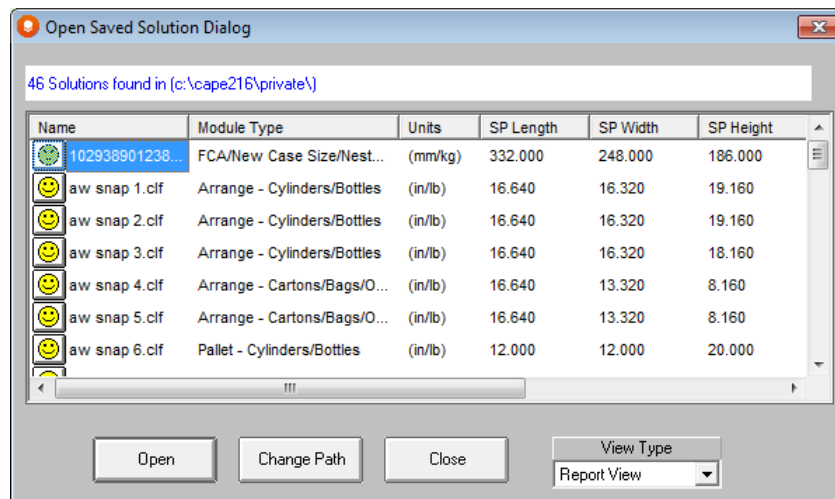 Open Saved Solution Dialog
46 Solutions found in (c:\cape216\private\)
Name Module Type Units SP Length SP Width SP Height
102938901238... FCA/New Case Size/Nest... (mm/kg) 332.000 248.000 186.000
aw snap 1.clf Arrange - Cylinders/Bottles (in/lb) 16.640 16.320 19.160
aw snap 2.clf Arrange - Cylinders/Bottles (in/lb) 16.640 16.320 19.160
aw snap 3.clf Arrange - Cylinders/Bottles (in/lb) 16.640 16.320 18.160
aw snap 4.clf Arrange - Cartons/Bags/O... (in/lb) 16.640 13.320 8.160
aw snap 5.clf Arrange - Cartons/Bags/O... (in/lb) 16.640 13.320 8.160
aw snap 6.clf Pallet - Cylinders/Bottles (in/lb) 12.000 12.000 20.000
Open Change Path Close View Type
Report View